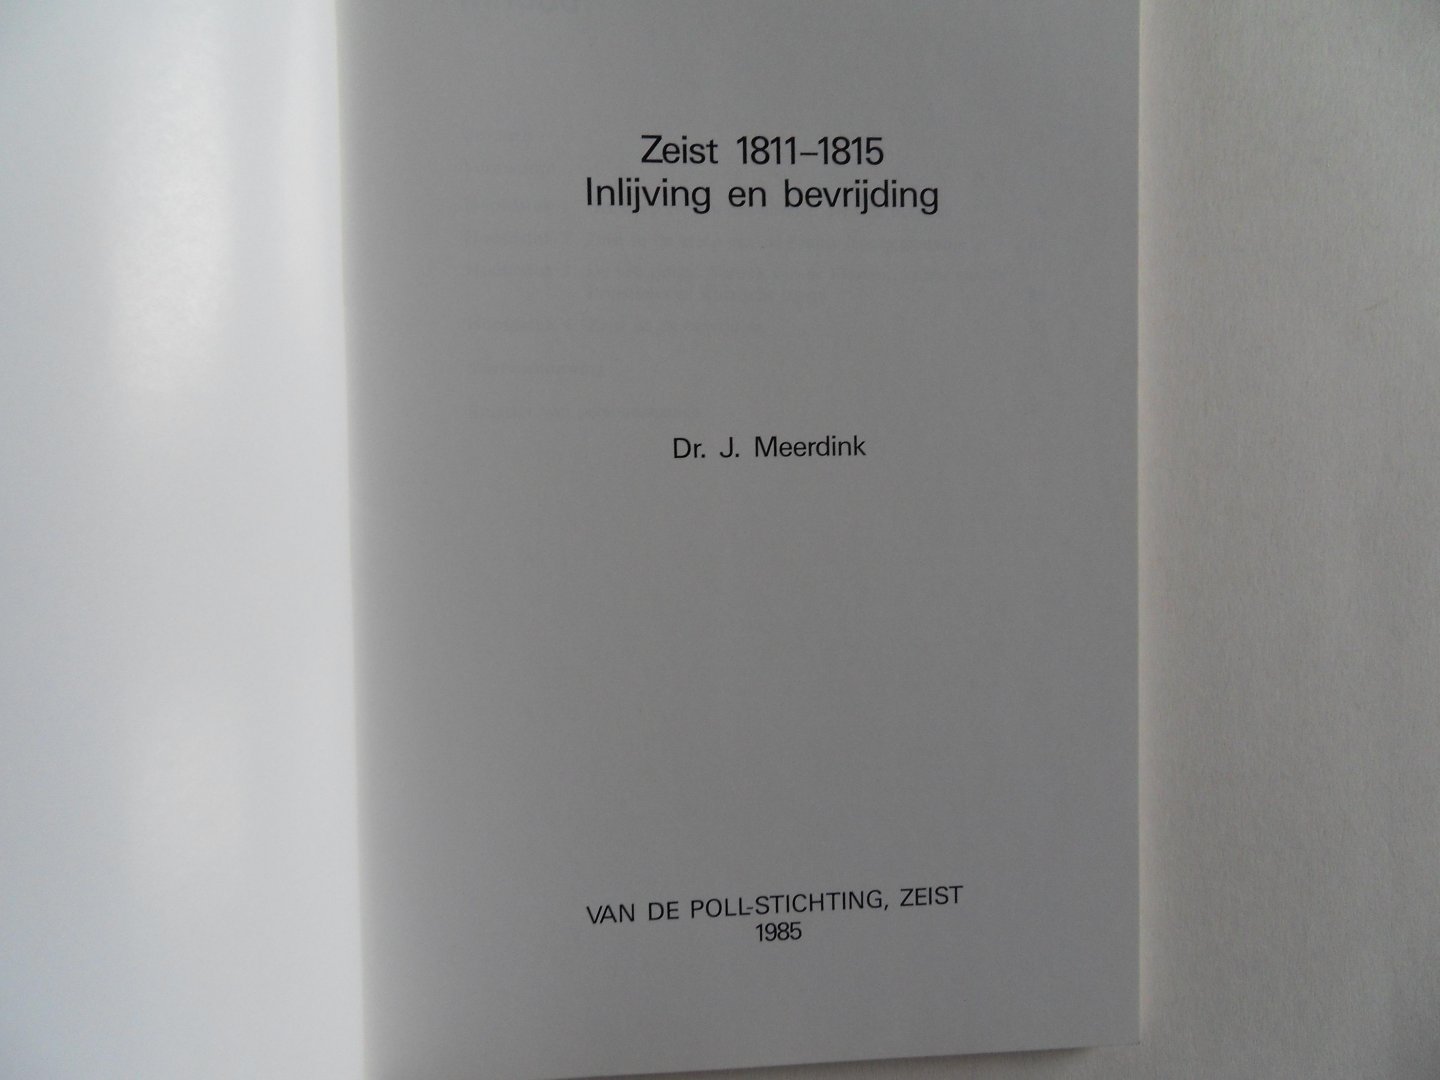 Zeist 1811–1815
Inlijving en bevrijding
Dr. J. Meerdink
VAN DE POLL-STICHTING, ZEIST
1985